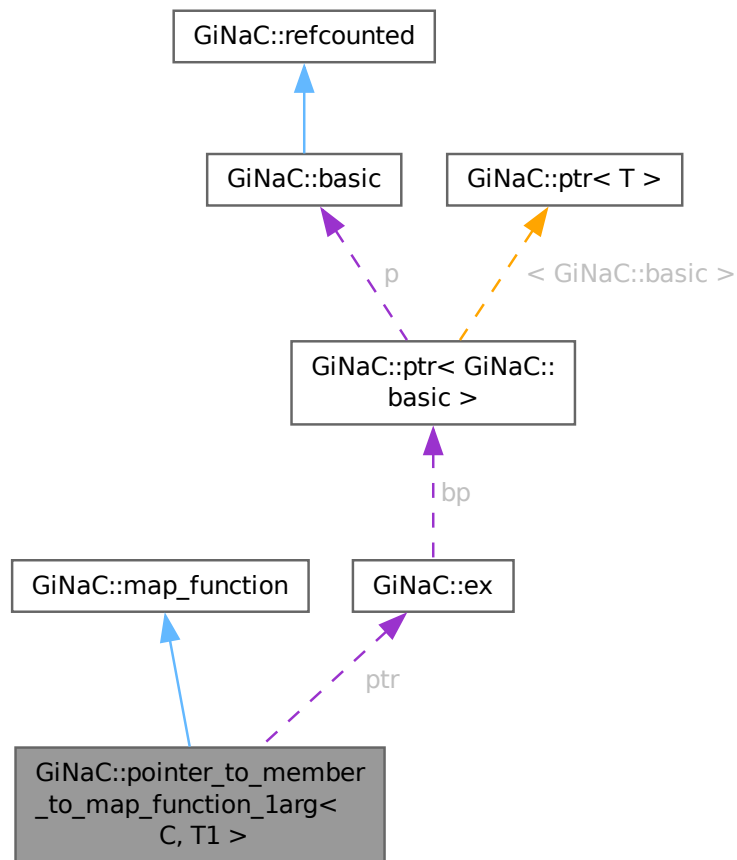 GiNaC::refcounted
GiNaC::basic
GiNaC::ptr< T >
p
< GiNaC::basic >
GiNaC::ptr< GiNaC::
basic >
bp
GiNaC::map_function
GiNaC::ex
ptr
GiNaC::pointer_to_member
_to_map_function_1arg<
C, T1 >